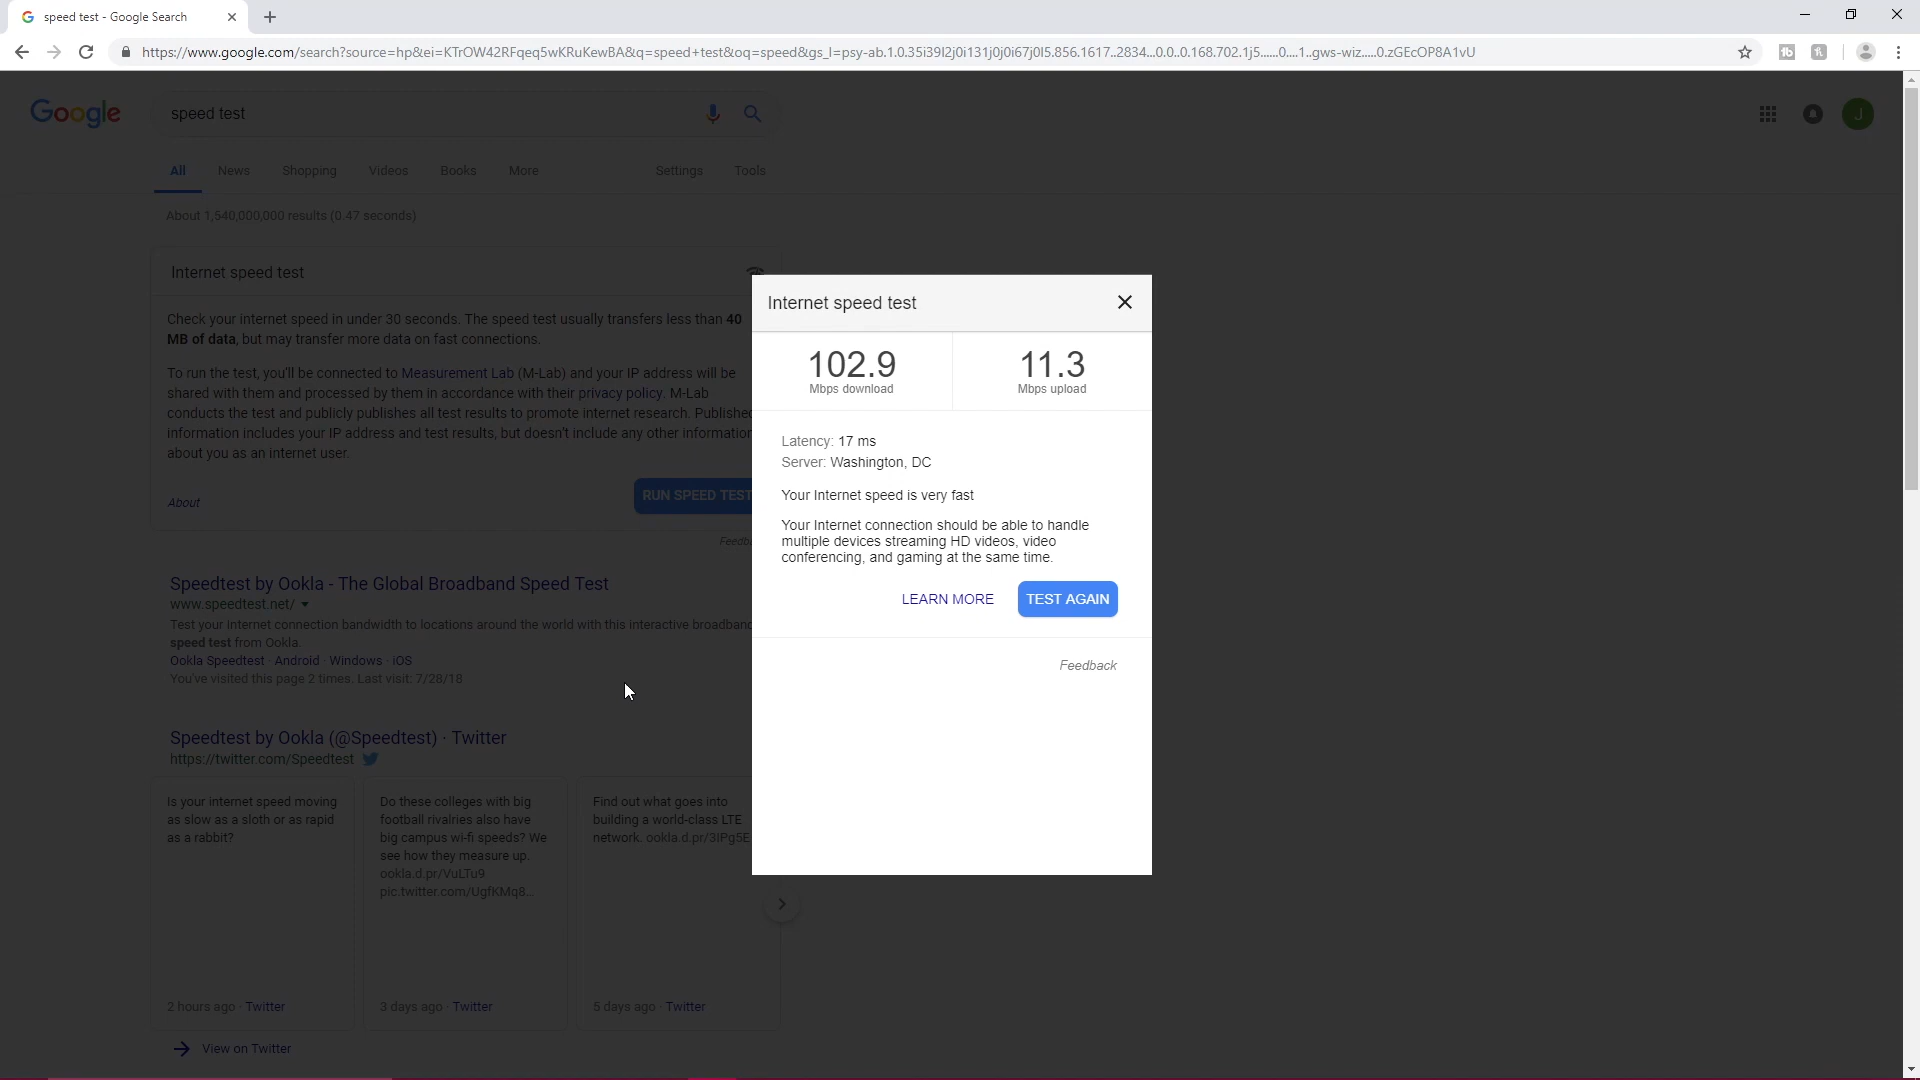 speed test - Google Search
https://www.google.com/search?source=hp&ei=KTrOW42RFqeq5wKRuKewBA&q=speed+test&oq=speed&gs_l=psy-ab.1.0.35i39l2j0i131j0j0i67j0l5.856.1617..2834...0.0..0.168.702.1j5......0....1..gws-wiz.....0.zGEcOP8A1vU
Google
speed test
J
All News Shopping Videos Books More Settings Tools
About 1,540,000,000 results (0.47 seconds)
Internet speed test
Check your internet speed in under 30 seconds. The speed test usually transfers less than 40
MB of data, but may transfer more data on fast connections.
To run the test, you'll be connected to Measurement Lab (M-Lab) and your IP address will be
shared with them and processed by them in accordance with their privacy policy. M-Lab
conducts the test and publicly publishes all test results to promote internet research. Published
information includes your IP address and test results, but doesn't include any other information
about you as an internet user.
About
RUN SPEED TEST
Feedb
Speedtest by Ookla - The Global Broadband Speed Test
www.speedtest.net/
Test your Internet connection bandwidth to locations around the world with this interactive broadband
speed test from Ookla.
Ookla Speedtest · Android · Windows · iOS
You've visited this page 2 times. Last visit: 7/28/18
Speedtest by Ookla (@Speedtest) · Twitter
https://twitter.com/Speedtest
Is your internet speed moving
as slow as a sloth or as rapid
as a rabbit?
2 hours ago · Twitter
Do these colleges with big
football rivalries also have
big campus wi-fi speeds? We
see how they measure up.
ookla.d.pr/VuLTu9
pic.twitter.com/UgfKMq8...
3 days ago · Twitter
Find out what goes into
building a world-class LTE
network. ookla.d.pr/3IPg5E
5 days ago · Twitter
View on Twitter
Internet speed test
102.9
Mbps download
11.3
Mbps upload
Latency: 17 ms
Server: Washington, DC
Your Internet speed is very fast
Your Internet connection should be able to handle
multiple devices streaming HD videos, video
conferencing, and gaming at the same time.
LEARN MORE
TEST AGAIN
Feedback